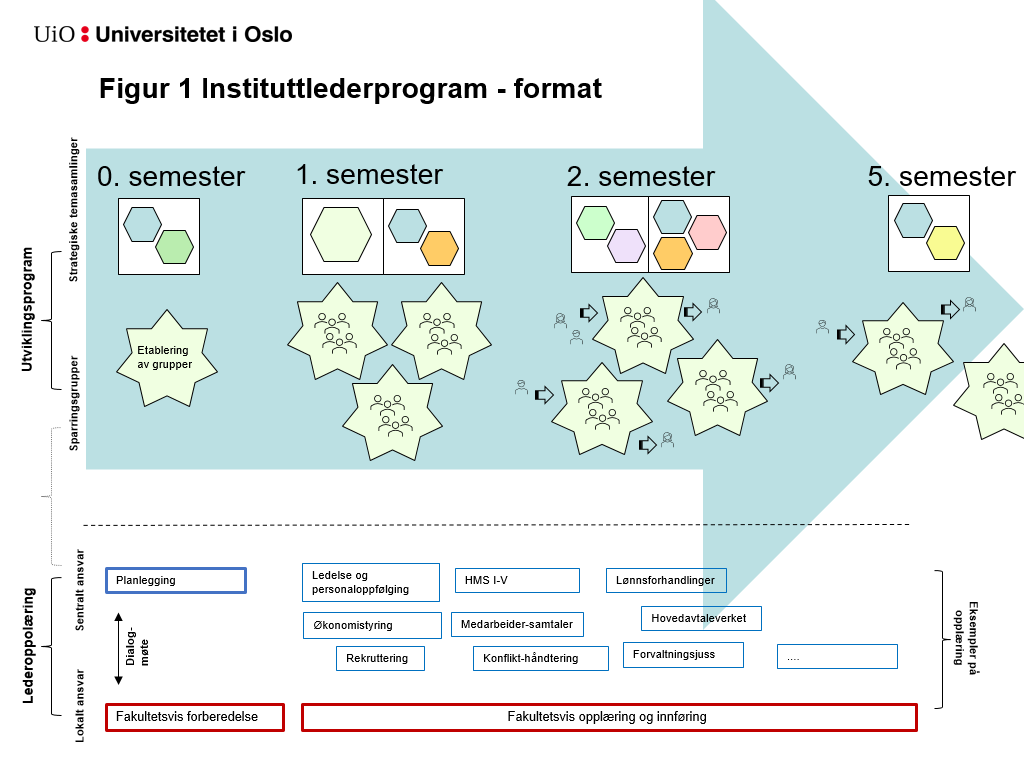 UiO : Universitetet i Oslo
Figur 1 Instituttlederprogram - format
Utviklingsprogram
Strategiske temasamlinger
0. semester
1. semester
2. semester
5. semester
Sparringsgrupper
Etablering
av grupper
Lederopplæring
Sentralt ansvar
Planlegging
Ledelse og
personaloppfølging
HMS I-V
Lønnsforhandlinger
Økonomistyring
Medarbeider-samtaler
Hovedavtaleverket
Rekruttering
Konflikt-håndtering
Forvaltningsjuss
....
Dialog-
møte
Eksempler på
opplæring
Lokalt ansvar
Fakultetsvis forberedelse
Fakultetsvis opplæring og innføring